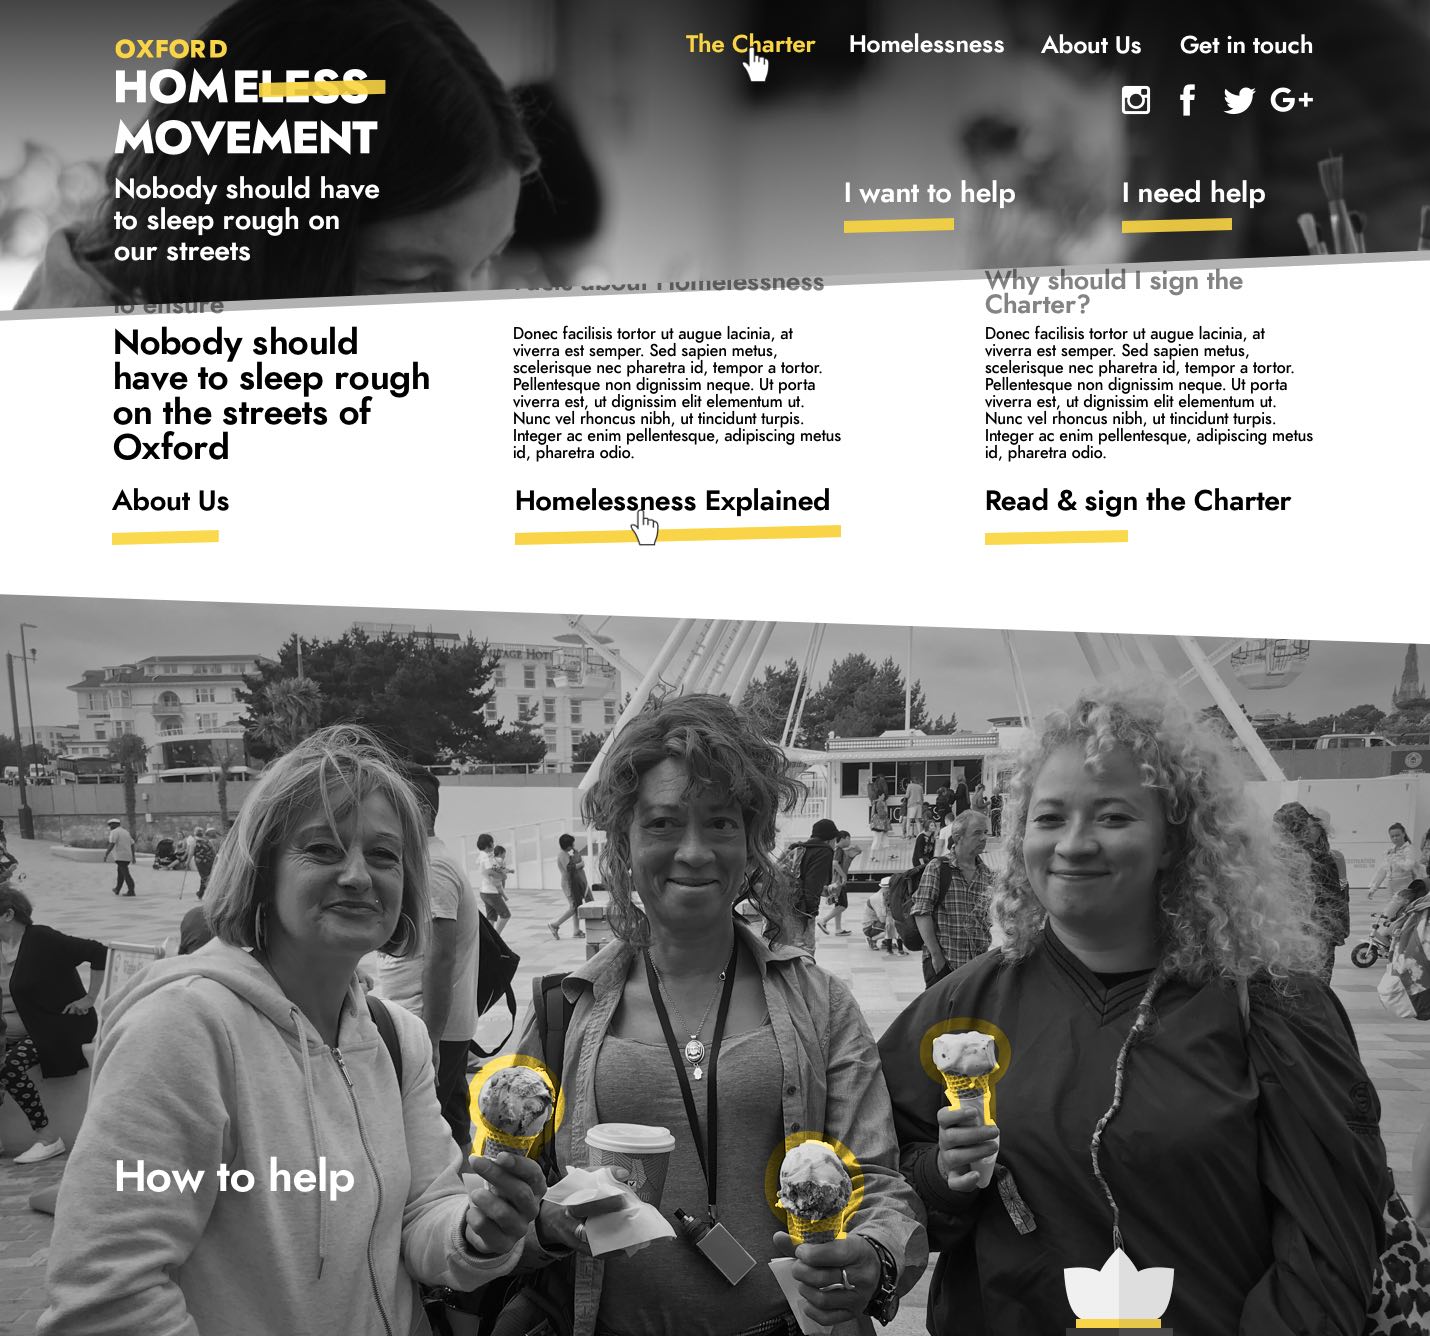 OXFORD
HOMELESS
MOVEMENT
Nobody should have
to sleep rough on
our streets
The Charter
Homelessness
About Us
Get in touch
G+
I want to help
I need help
to ensure
Nobody should
have to sleep rough
on the streets of
Oxford
About Us
Facts about Homelessness
Donec facilisis tortor ut augue lacinia, at
viverra est semper. Sed sapien metus,
scelerisque nec pharetra id, tempor a tortor.
Pellentesque non dignissim neque. Ut porta
viverra est, ut dignissim elit elementum ut.
Nunc vel rhoncus nibh, ut tincidunt turpis.
Integer ac enim pellentesque, adipiscing metus
id, pharetra odio.
Homelessness Explained
Why should I sign the
Charter?
Donec facilisis tortor ut augue lacinia, at
viverra est semper. Sed sapien metus,
scelerisque nec pharetra id, tempor a tortor.
Pellentesque non dignissim neque. Ut porta
viverra est, ut dignissim elit elementum ut.
Nunc vel rhoncus nibh, ut tincidunt turpis.
Integer ac enim pellentesque, adipiscing metus
id, pharetra odio.
Read & sign the Charter
How to help